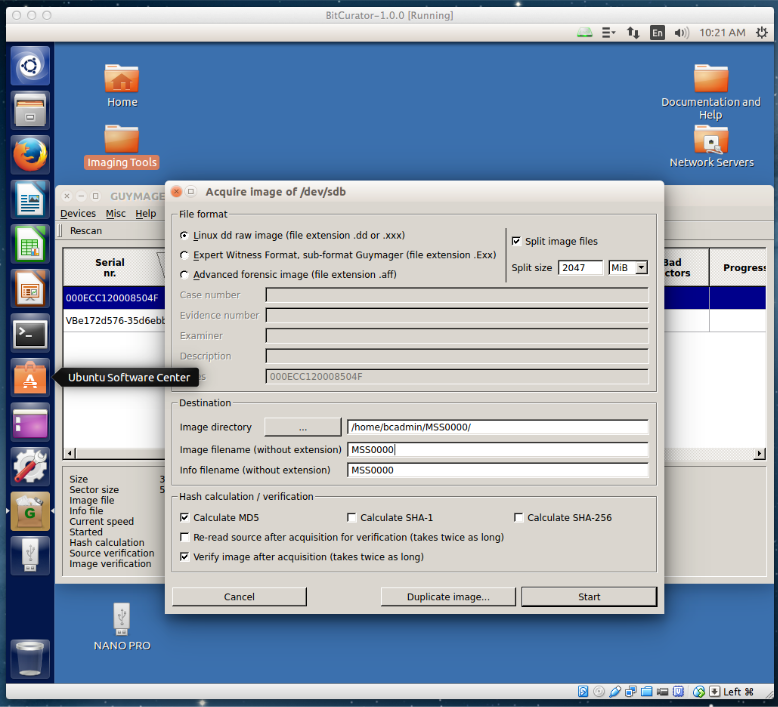 BitCurator-1.0.0 [Running]
En 10:21 AM
Home
Documentation and
Help
Imaging Tools
Network Servers
GUYMAGE
Devices Misc Help
Rescan
Serial
nr.
Bad
ctors
Progress
000ECC120008504F
VBe172d576-35d6ebb
Ubuntu Software Center
Size 3
Sector size 5
Image file
Info file
Current speed
Started
Hash calculation
Source verification
Image verification
Acquire image of /dev/sdb
File format
Linux dd raw image (file extension .dd or .xxx)
Expert Witness Format, sub-format Guymager (file extension .Exx)
Advanced forensic image (file extension .aff)
Split image files
Split size 2047 MiB
Case number
Evidence number
Examiner
Description
s 000ECC120008504F
Destination
Image directory ... /home/bcadmin/MSS0000/
Image filename (without extension) MSS0000
Info filename (without extension) MSS0000
Hash calculation / verification
Calculate MD5 Calculate SHA-1 Calculate SHA-256
Re-read source after acquisition for verification (takes twice as long)
Verify image after acquisition (takes twice as long)
Cancel Duplicate image... Start
NANO PRO
Left ⌘